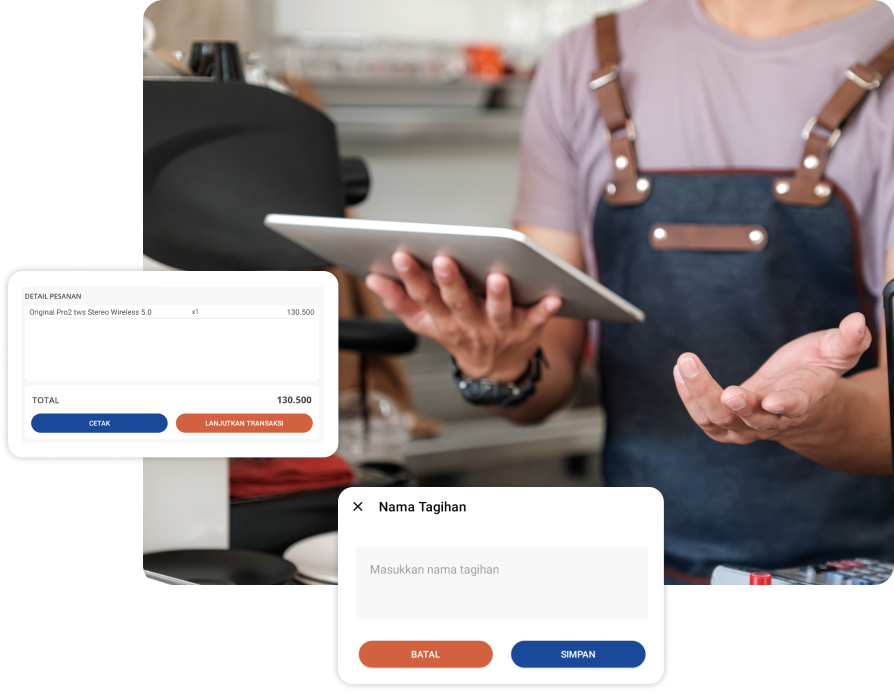 DETAIL PESANAN
Original Pro2 tws Stereo Wireless 5.0 x1 130.500
TOTAL 130.500
CETAK LANJUTKAN TRANSAKSI
Nama Tagihan
Masukkan nama tagihan
BATAL SIMPAN